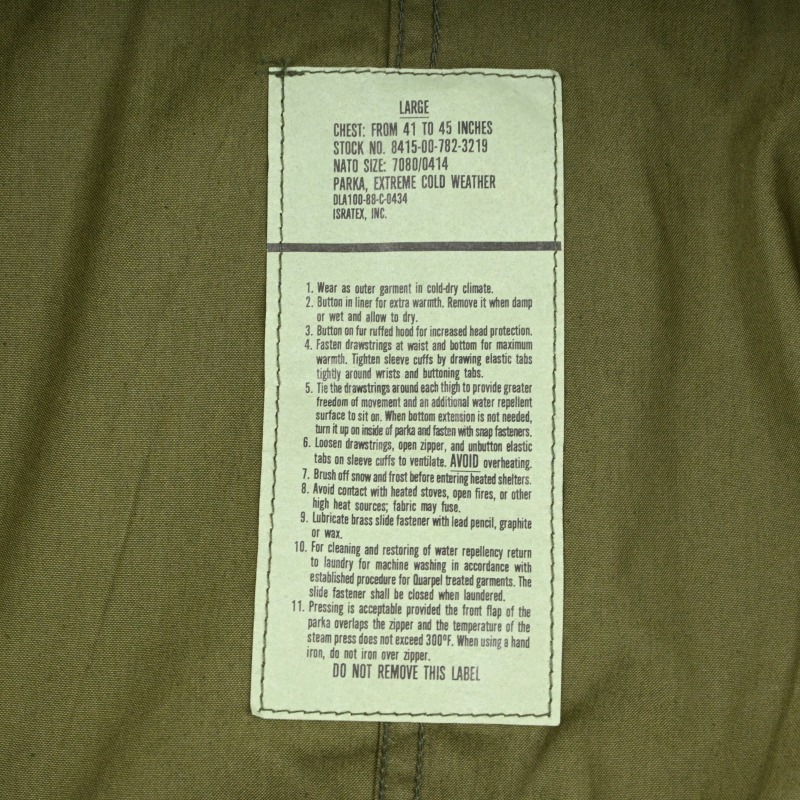 LARGE
CHEST: FROM 41 TO 45 INCHES
STOCK NO. 8415-00-782-3219
NATO SIZE: 7080/0414
PARKA, EXTREME COLD WEATHER
DLA100-88-C-0434
ISRATEX, INC.
1. Wear as outer garment in cold-dry climate.
2. Button in liner for extra warmth. Remove it when damp
or wet and allow to dry.
3. Button on fur ruffed hood for increased head protection.
4. Fasten drawstrings at waist and bottom for maximum
warmth. Tighten sleeve cuffs by drawing elastic tabs
tightly around wrists and buttoning tabs.
5. Tie the drawstrings around each thigh to provide greater
freedom of movement and an additional water repellent
surface to sit on. When bottom extension is not needed,
turn it up on inside of parka and fasten with snap fasteners.
6. Loosen drawstrings, open zipper, and unbutton elastic
tabs on sleeve cuffs to ventilate. AVOID overheating.
7. Brush off snow and frost before entering heated shelters.
8. Avoid contact with heated stoves, open fires, or other
high heat sources; fabric may fuse.
9. Lubricate brass slide fastener with lead pencil, graphite
or wax.
10. For cleaning and restoring of water repellency return
to laundry for machine washing in accordance with
established procedure for Quarpel treated garments. The
slide fastener shall be closed when laundered.
11. Pressing is acceptable provided the front flap of the
parka overlaps the zipper and the temperature of the
steam press does not exceed 300°F. When using a hand
iron, do not iron over zipper.
DO NOT REMOVE THIS LABEL